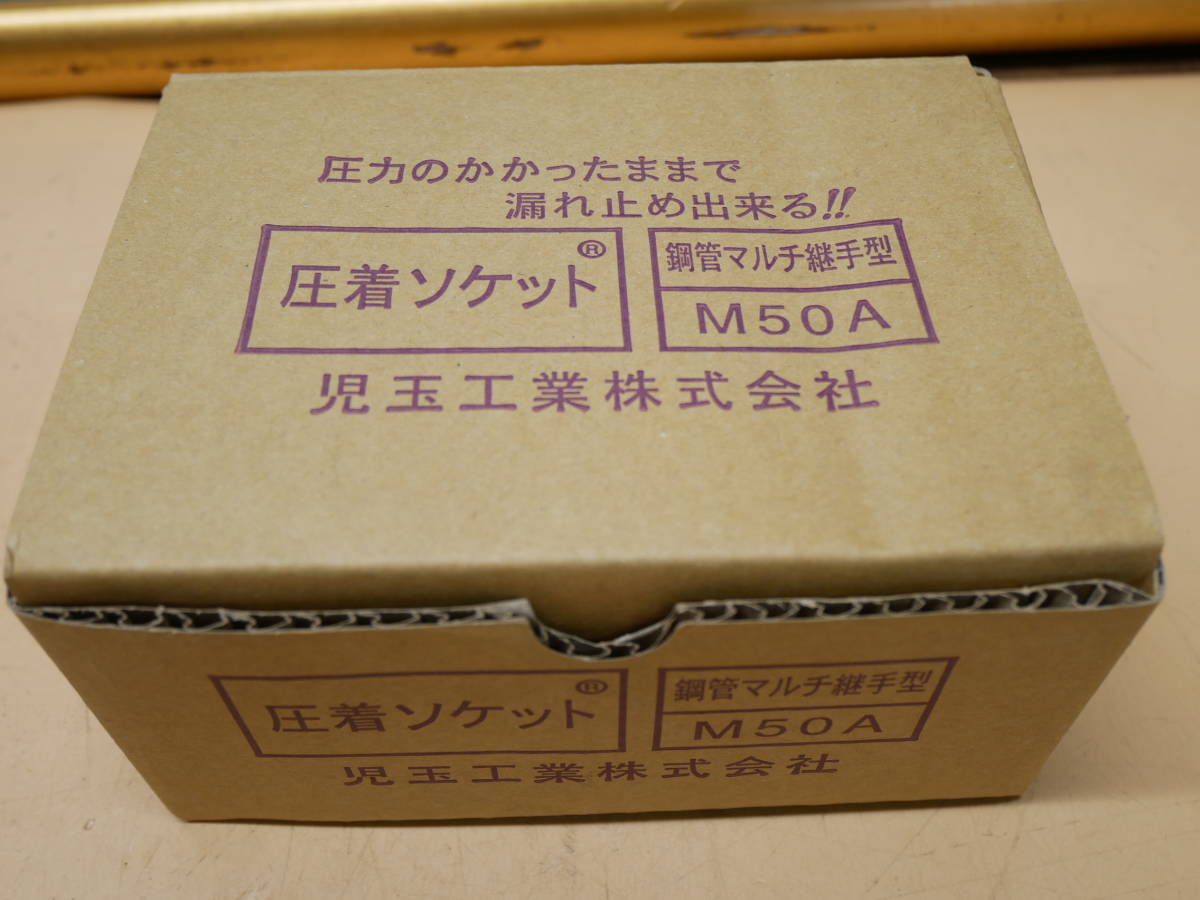 圧力のかかったままで
漏れ止め出来る!!
圧着ソケット®
鋼管マルチ継手型
M50A
児玉工業株式会社
圧着ソケット®
鋼管マルチ継手型
M50A
児玉工業株式会社